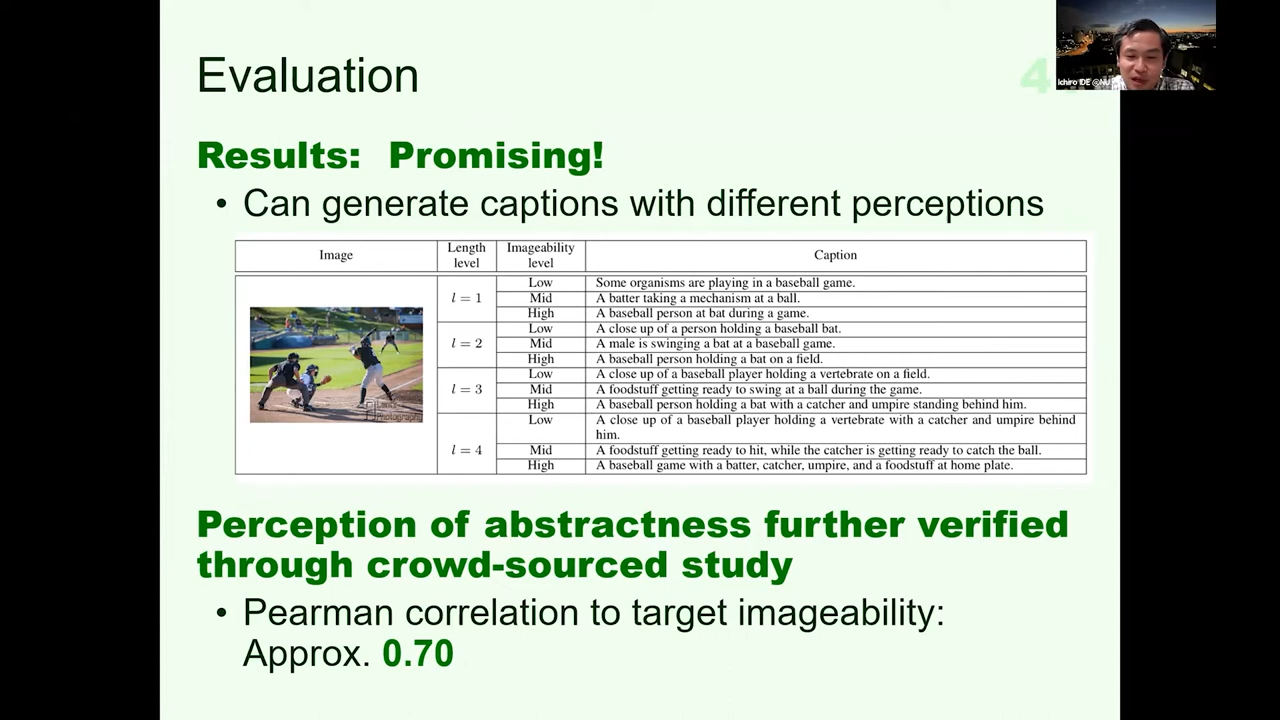 Evaluation
4
Ichiro IDE @NU
Results: Promising!
• Can generate captions with different perceptions
Image Length level Imageability level Caption
l = 1 Low Some organisms are playing in a baseball game.
Mid A batter taking a mechanism at a ball.
High A baseball person at bat during a game.
l = 2 Low A close up of a person holding a baseball bat.
Mid A male is swinging a bat at a baseball game.
High A baseball person holding a bat on a field.
l = 3 Low A close up of a baseball player holding a vertebrate on a field.
Mid A foodstuff getting ready to swing at a ball during the game.
High A baseball person holding a bat with a catcher and umpire standing behind him.
l = 4 Low A close up of a baseball player holding a vertebrate with a catcher and umpire behind
him.
Mid A foodstuff getting ready to hit, while the catcher is getting ready to catch the ball.
High A baseball game with a batter, catcher, umpire, and a foodstuff at home plate.
Perception of abstractness further verified
through crowd-sourced study
• Pearman correlation to target imageability:
Approx. 0.70